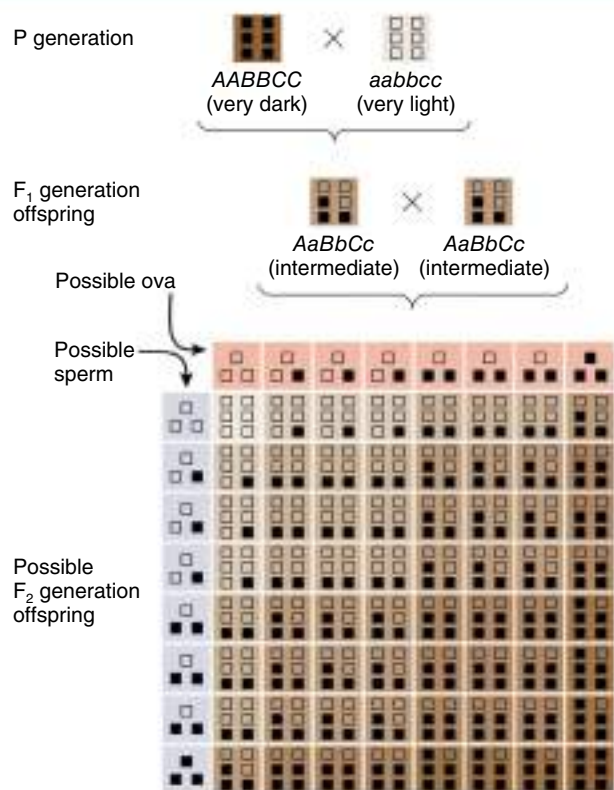 P generation
×
AABBCC
(very dark)
aabbcc
(very light)
F₁ generation
offspring
×
AaBbCc
(intermediate)
AaBbCc
(intermediate)
Possible ova
Possible
sperm
Possible
F₂ generation
offspring